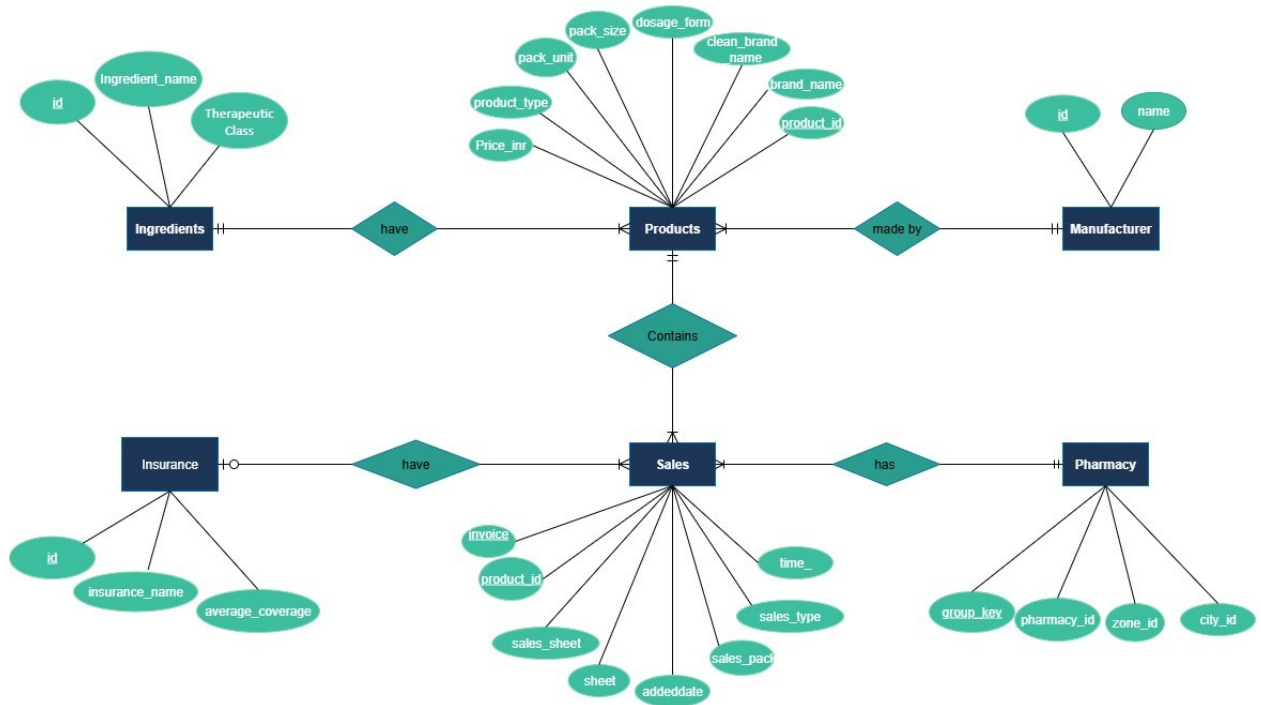 dosage_form
pack_size
clean_brand
_name
pack_unit
Ingredient_name
brand_name
id
product_type
Therapeutic
Class
product_id
id
name
Price_inr
Ingredients
have
Products
made by
Manufacturer
Contains
Insurance
have
Sales
has
Pharmacy
invoice
id
product_id
time_
insurance_name
average_coverage
sales_sheet
sheet
addeddate
sales_pack
sales_type
group_key
pharmacy_id
zone_id
city_id